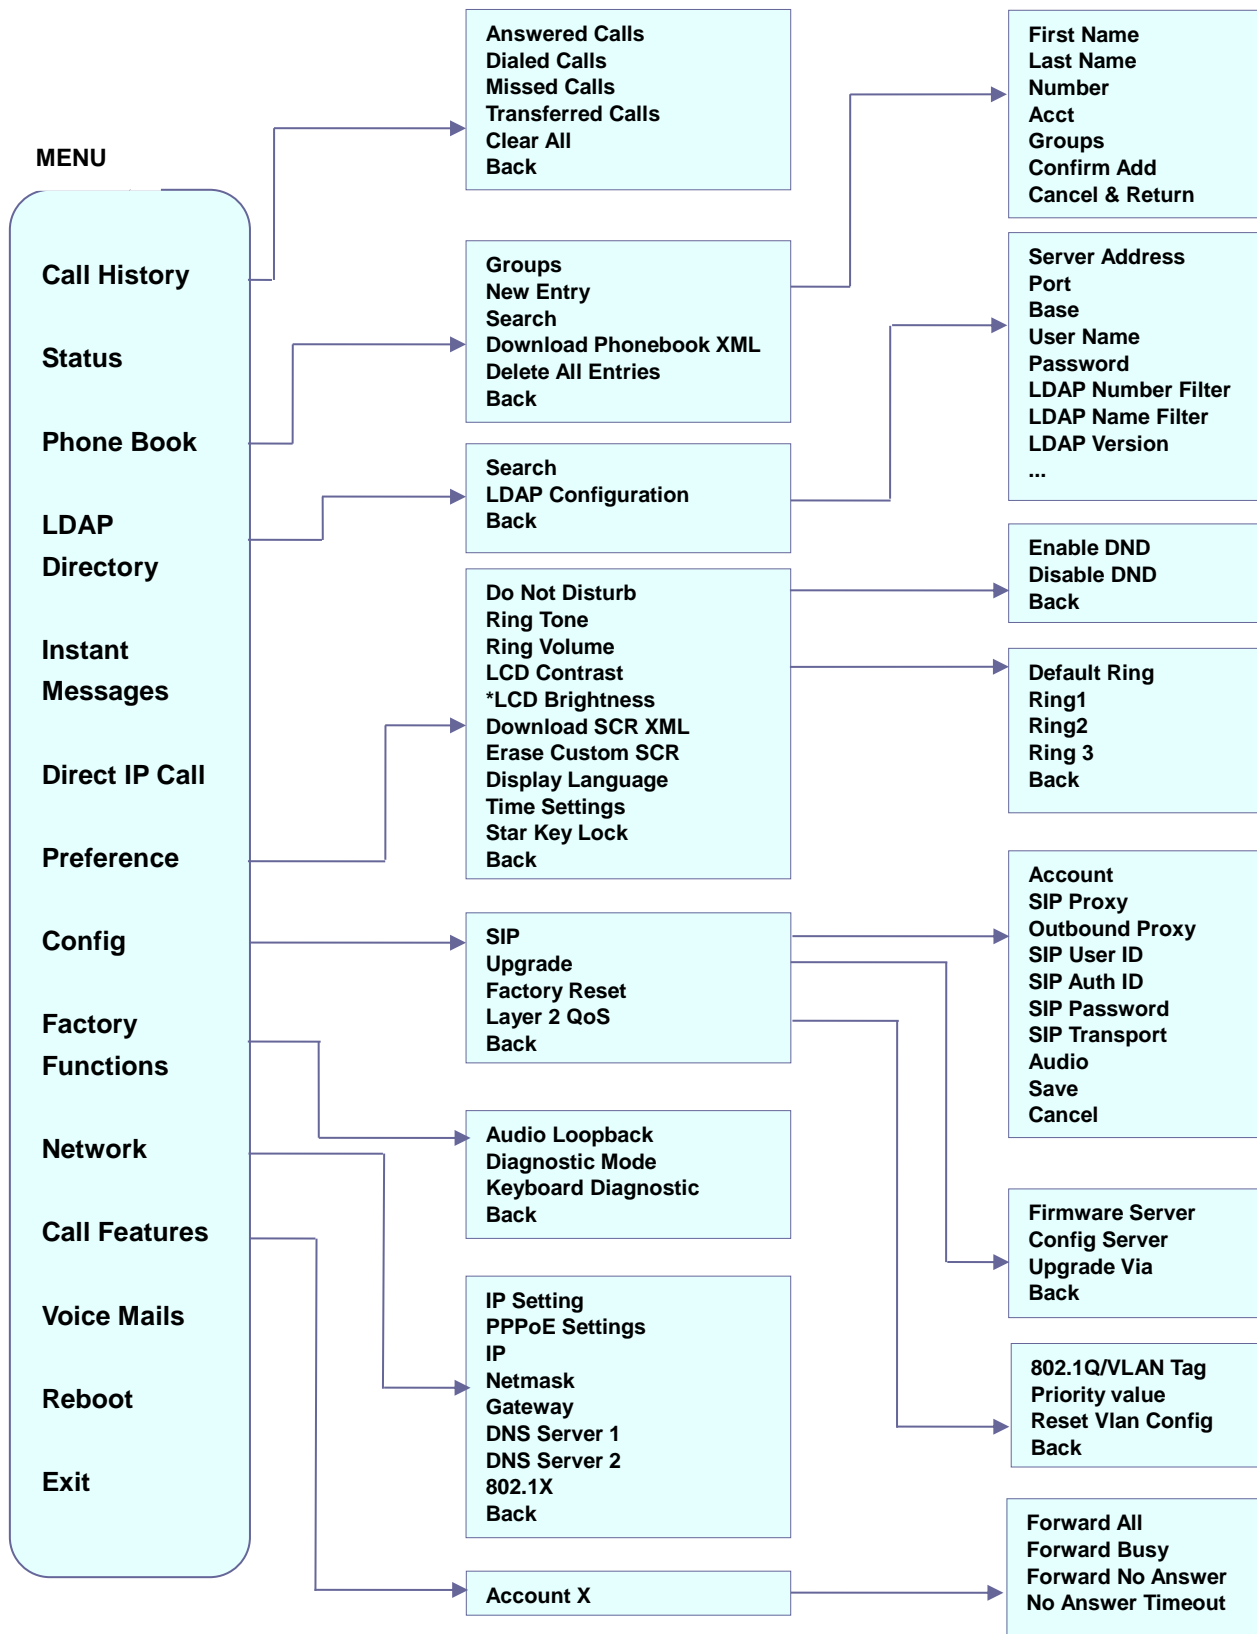 MENU
Call History
Status
Phone Book
LDAP
Directory
Instant
Messages
Direct IP Call
Preference
Config
Factory
Functions
Network
Call Features
Voice Mails
Reboot
Exit
Answered Calls
Dialed Calls
Missed Calls
Transferred Calls
Clear All
Back
Groups
New Entry
Search
Download Phonebook XML
Delete All Entries
Back
Search
LDAP Configuration
Back
Do Not Disturb
Ring Tone
Ring Volume
LCD Contrast
*LCD Brightness
Download SCR XML
Erase Custom SCR
Display Language
Time Settings
Star Key Lock
Back
SIP
Upgrade
Factory Reset
Layer 2 QoS
Back
Audio Loopback
Diagnostic Mode
Keyboard Diagnostic
Back
IP Setting
PPPoE Settings
IP
Netmask
Gateway
DNS Server 1
DNS Server 2
802.1X
Back
Account X
First Name
Last Name
Number
Acct
Groups
Confirm Add
Cancel & Return
Server Address
Port
Base
User Name
Password
LDAP Number Filter
LDAP Name Filter
LDAP Version
...
Enable DND
Disable DND
Back
Default Ring
Ring1
Ring2
Ring 3
Back
Account
SIP Proxy
Outbound Proxy
SIP User ID
SIP Auth ID
SIP Password
SIP Transport
Audio
Save
Cancel
Firmware Server
Config Server
Upgrade Via
Back
802.1Q/VLAN Tag
Priority value
Reset Vlan Config
Back
Forward All
Forward Busy
Forward No Answer
No Answer Timeout